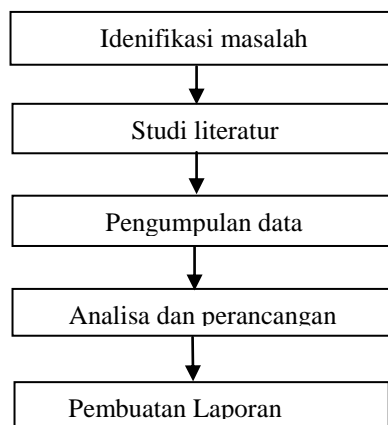 Idenifikasi masalah
Studi literatur
Pengumpulan data
Analisa dan perancangan
Pembuatan Laporan